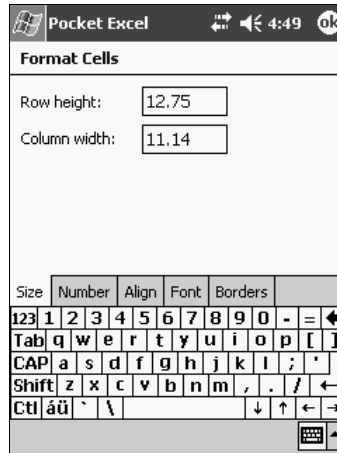 Pocket Excel 4:49 ok
Format Cells
Row height: 12.75
Column width: 11.14
Size Number Align Font Borders
123 1 2 3 4 5 6 7 8 9 0 - =
Tab q w e r t y u i o p [ ]
CAP a s d f g h j k l ; '
Shift z x c v b n m , . /
Ctl áü ` \